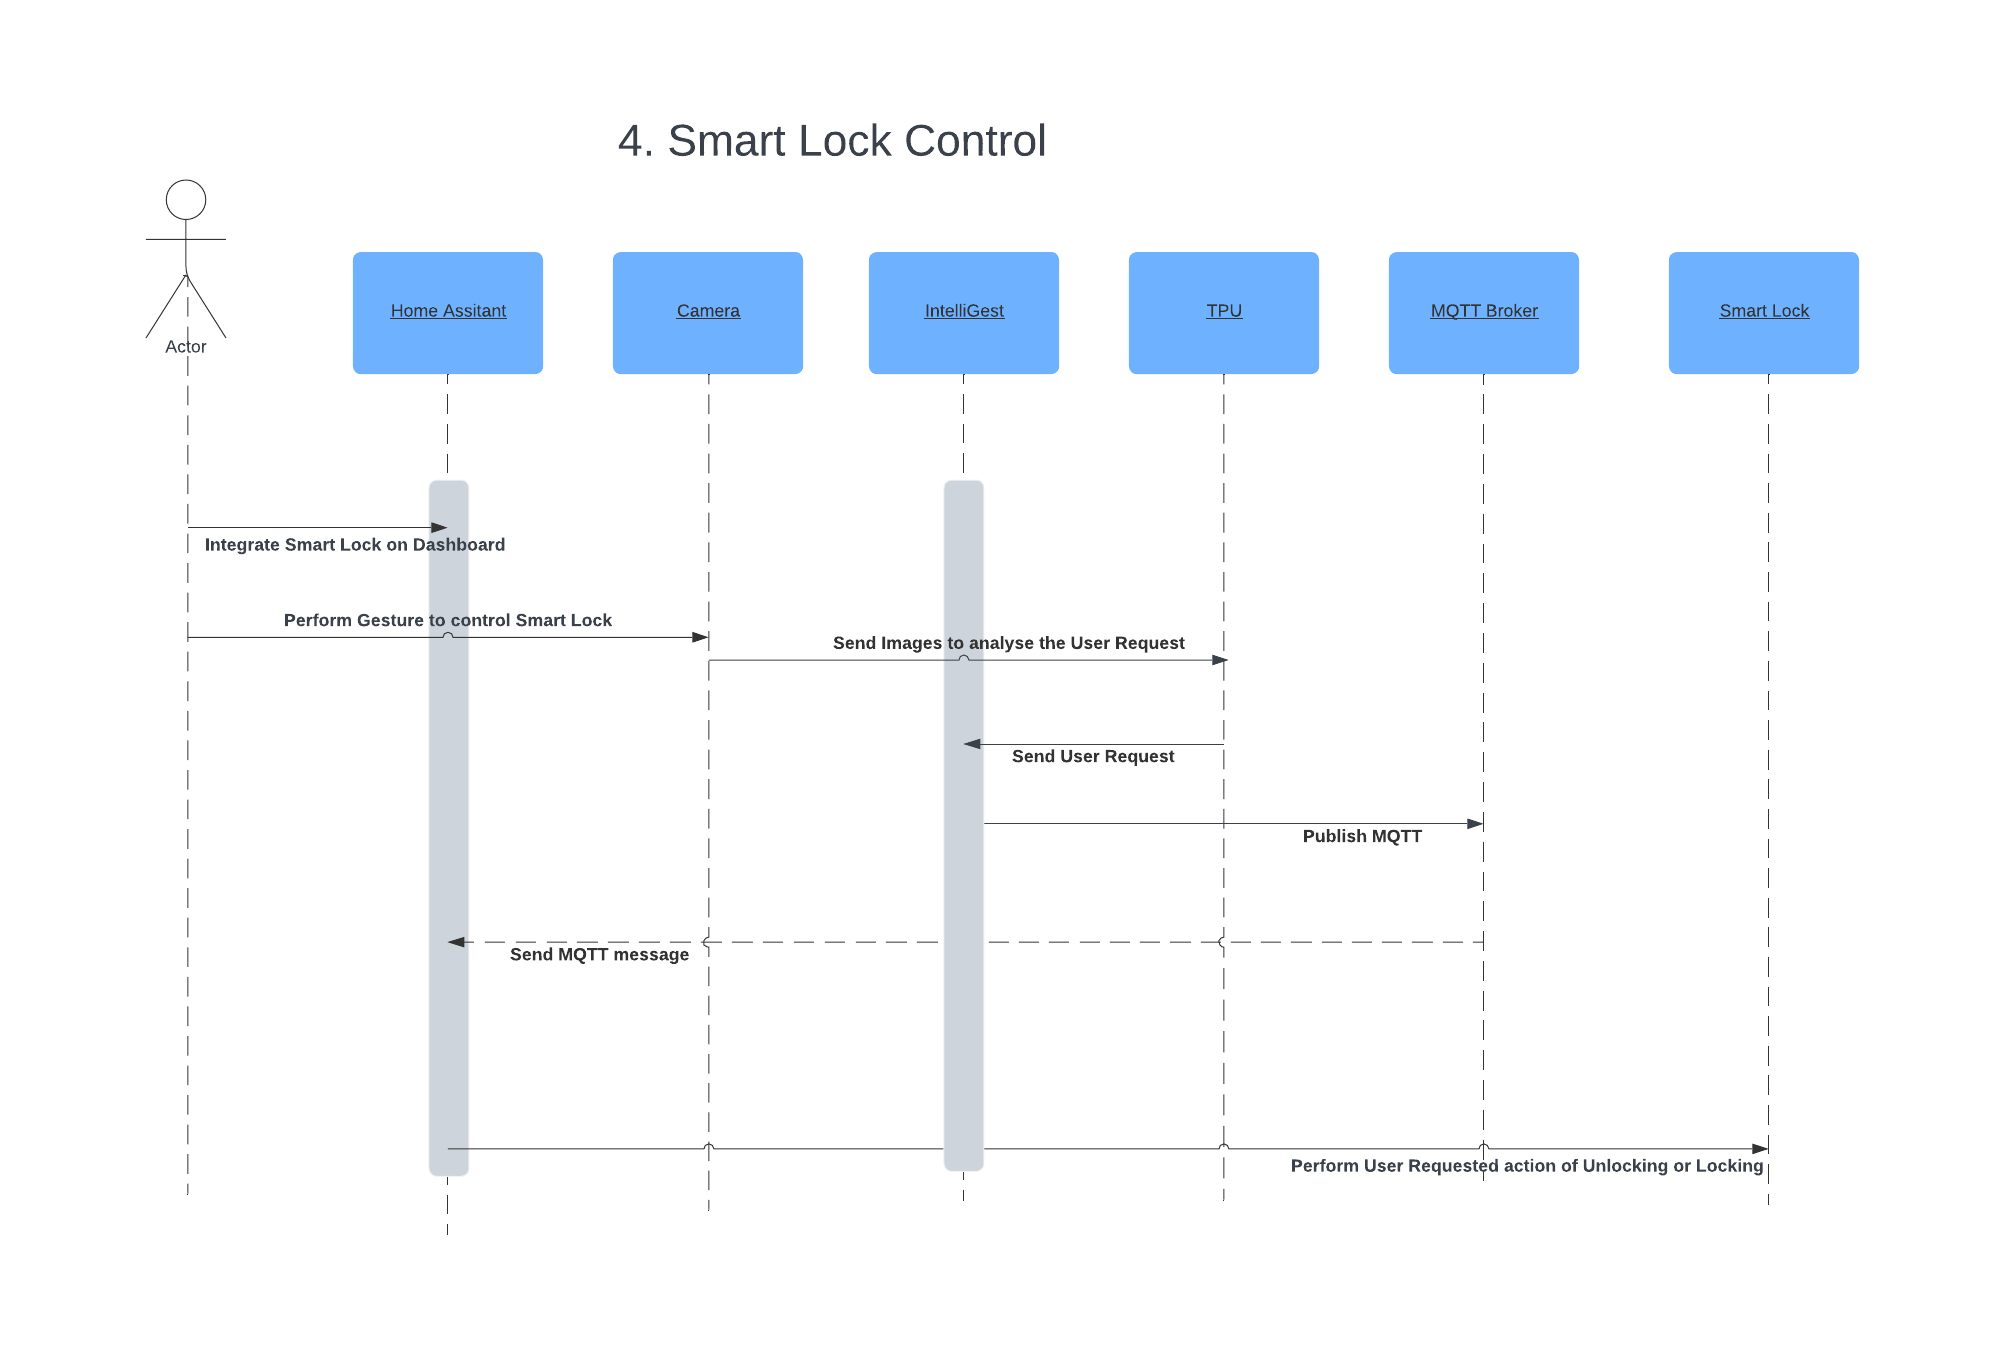 4. Smart Lock Control
Actor
Home Assitant
Camera
IntelliGest
TPU
MQTT Broker
Smart Lock
Integrate Smart Lock on Dashboard
Perform Gesture to control Smart Lock
Send Images to analyse the User Request
Send User Request
Publish MQTT
Send MQTT message
Perform User Requested action of Unlocking or Locking